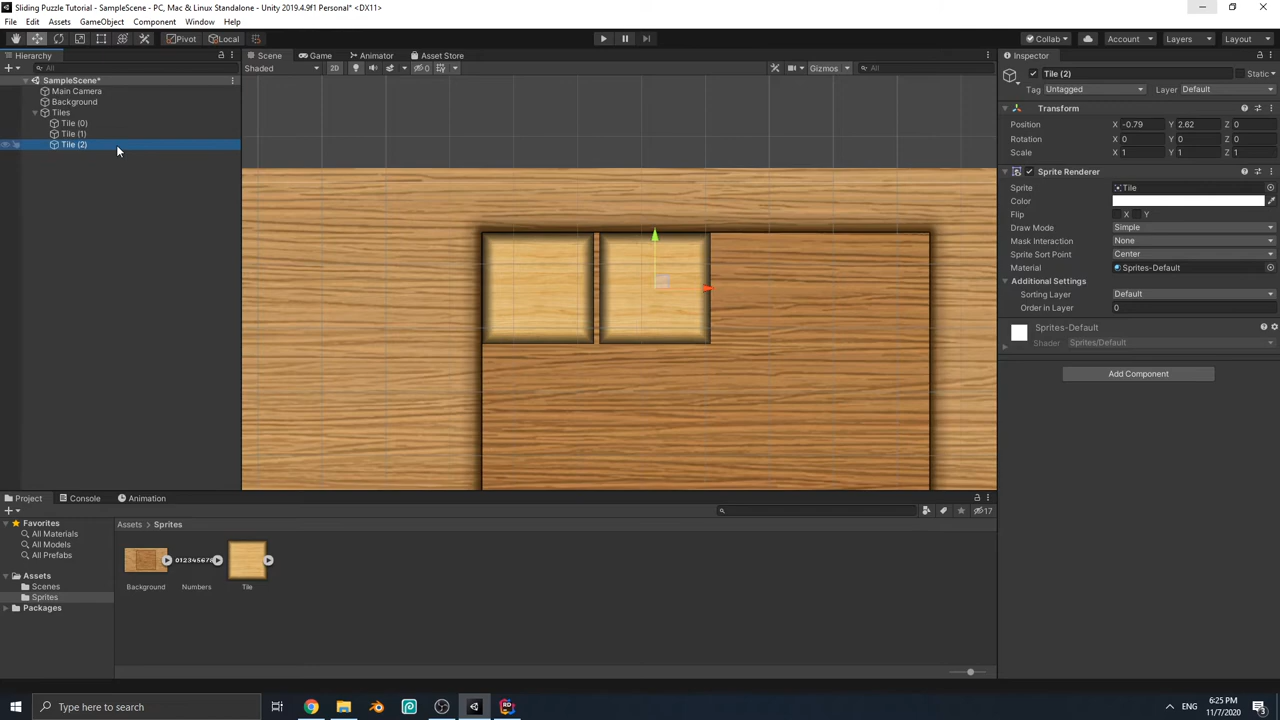 Sliding Puzzle Tutorial - SampleScene - PC, Mac & Linux Standalone - Unity 2019.4.9f1 Personal* <DX11>
File Edit Assets GameObject Component Window Help
Pivot Local Collab Account Layers Layout
Hierarchy
All
SampleScene*
Main Camera
Background
Tiles
Tile (0)
Tile (1)
Tile (2)
Scene Game Animator Asset Store
Shaded 2D 0 Gizmos All
Inspector
Tile (2) Static
Tag Untagged Layer Default
Transform
Position X -0.79 Y 2.62 Z 0
Rotation X 0 Y 0 Z 0
Scale X 1 Y 1 Z 1
Sprite Renderer
Sprite Tile
Color
Flip X Y
Draw Mode Simple
Mask Interaction None
Sprite Sort Point Center
Material Sprites-Default
Additional Settings
Sorting Layer Default
Order in Layer 0
Sprites-Default
Shader Sprites/Default
Add Component
Project Console Animation
17
Favorites
All Materials
All Models
All Prefabs
Assets
Scenes
Sprites
Packages
Assets > Sprites
012345678
Background Numbers Tile
Type here to search
ENG
6:25 PM
11/7/2020
3